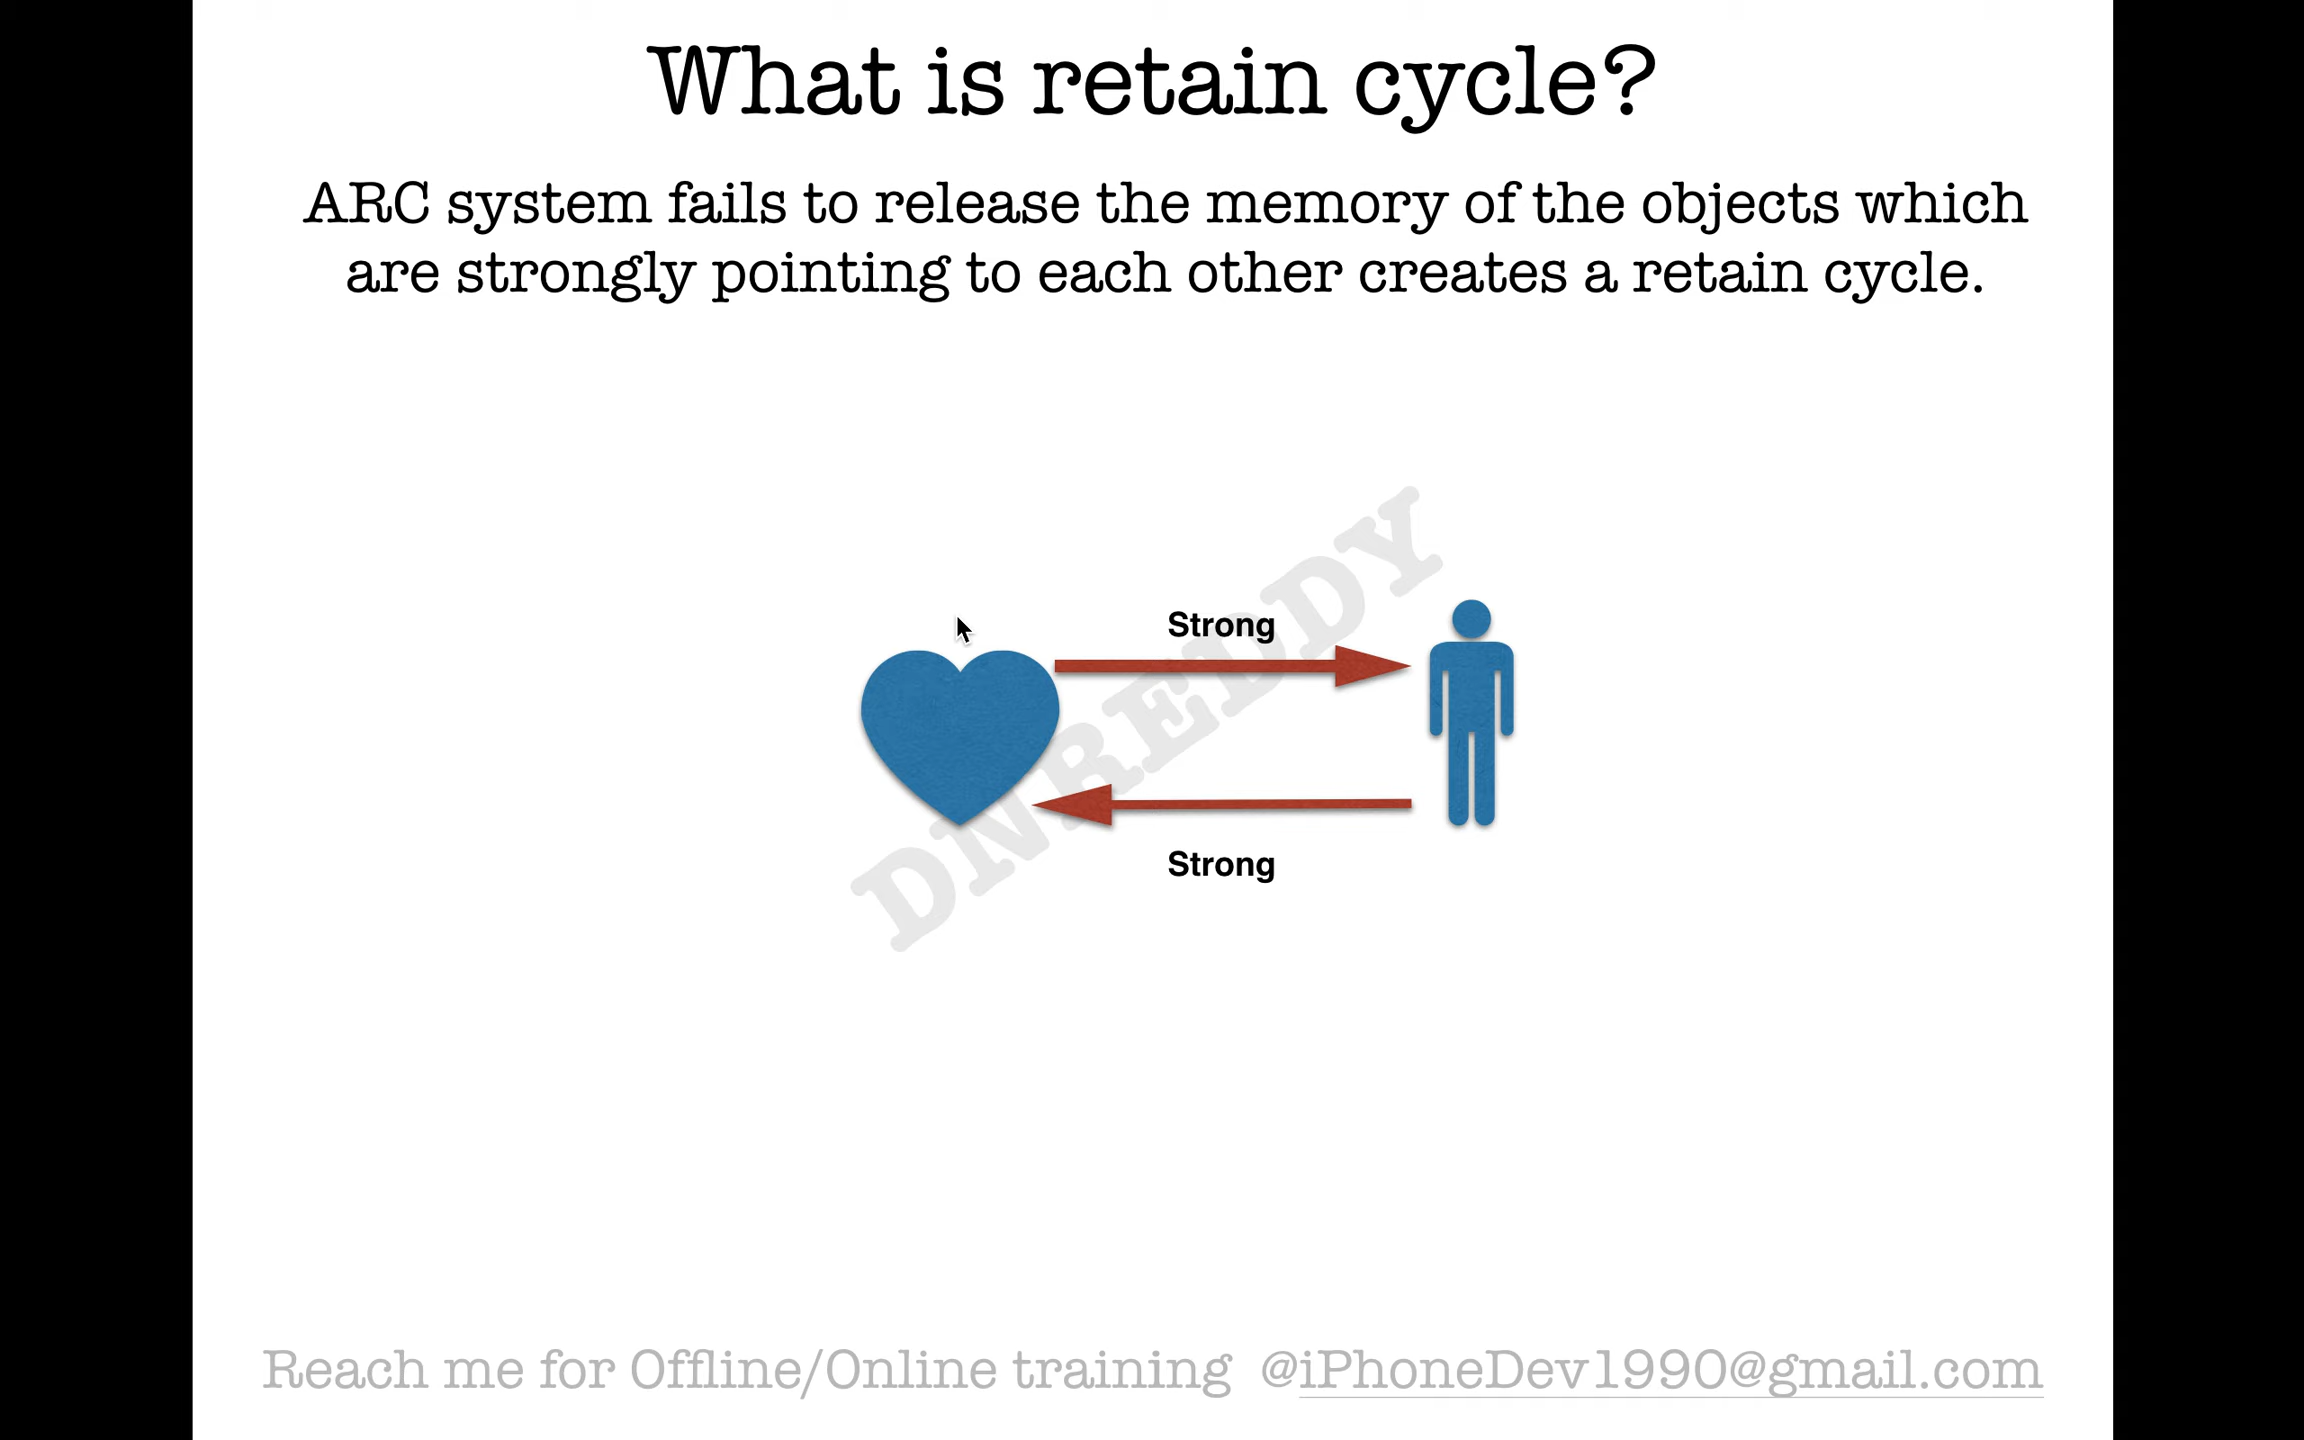 What is retain cycle?
ARC system fails to release the memory of the objects which
are strongly pointing to each other creates a retain cycle.
Strong
DNREDDY
Strong
Reach me for Offline/Online training @iPhoneDev1990@gmail.com